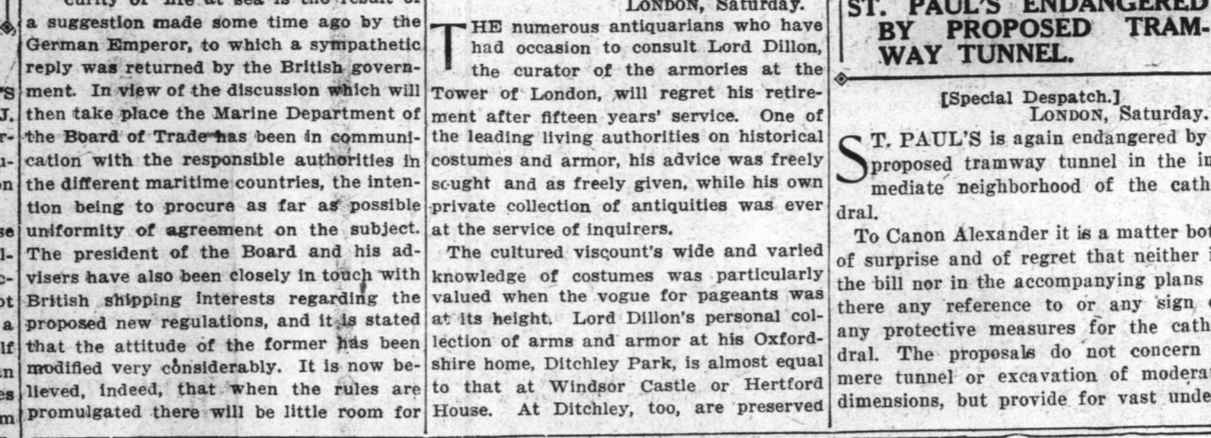 a suggestion made some time ago by the
German Emperor, to which a sympathetic
reply was returned by the British govern-
ment. In view of the discussion which will
then take place the Marine Department of
the Board of Trade has been in communi-
cation with the responsible authorities in
the different maritime countries, the inten-
tion being to procure as far as possible
uniformity of agreement on the subject.
The president of the Board and his ad-
visers have also been closely in touch with
British shipping interests regarding the
proposed new regulations, and it is stated
that the attitude of the former has been
modified very considerably. It is now be-
lieved, indeed, that when the rules are
promulgated there will be little room for
LONDON, Saturday.
THE numerous antiquarians who have
had occasion to consult Lord Dillon,
the curator of the armories at the
Tower of London, will regret his retire-
ment after fifteen years' service. One of
the leading living authorities on historical
costumes and armor, his advice was freely
sought and as freely given, while his own
private collection of antiquities was ever
at the service of inquirers.
The cultured viscount's wide and varied
knowledge of costumes was particularly
valued when the vogue for pageants was
at its height. Lord Dillon's personal col-
lection of arms and armor at his Oxford-
shire home, Ditchley Park, is almost equal
to that at Windsor Castle or Hertford
House. At Ditchley, too, are preserved
ST. PAUL'S ENDANGERED
BY PROPOSED TRAM-
WAY TUNNEL.
[Special Despatch.]
LONDON, Saturday.
ST. PAUL'S is again endangered by
proposed tramway tunnel in the
mediate neighborhood of the
dral.
To Canon Alexander it is a matter
of surprise and of regret that neither
the bill nor in the accompanying plans
there any reference to or any sign
any protective measures for the
dral. The proposals do not concern
mere tunnel or excavation of
dimensions, but provide for vast